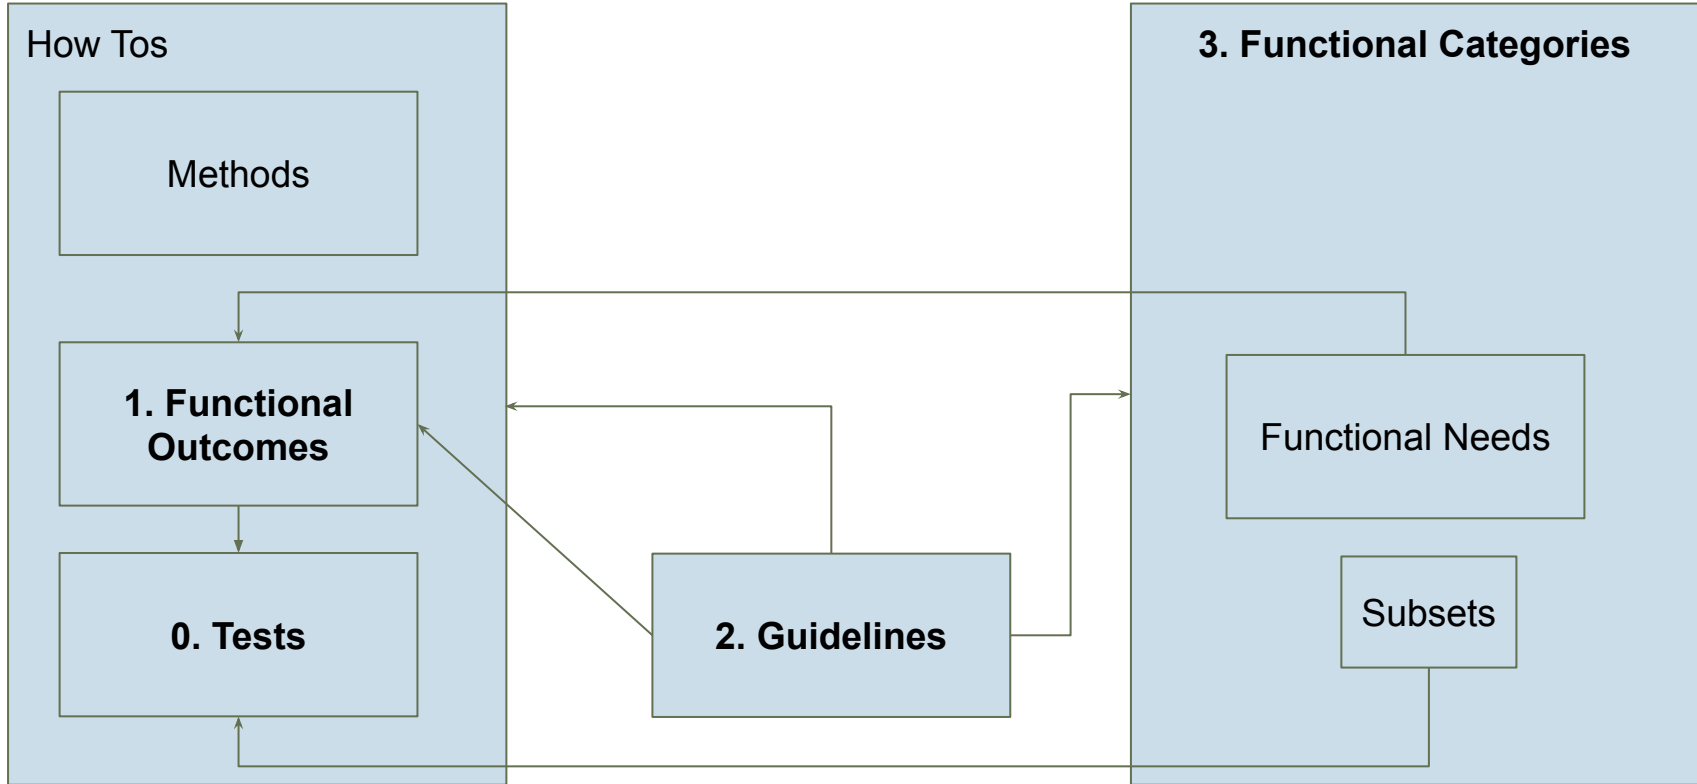 How Tos
3. Functional Categories
Methods
1. Functional
Outcomes
Functional Needs
0. Tests
2. Guidelines
Subsets